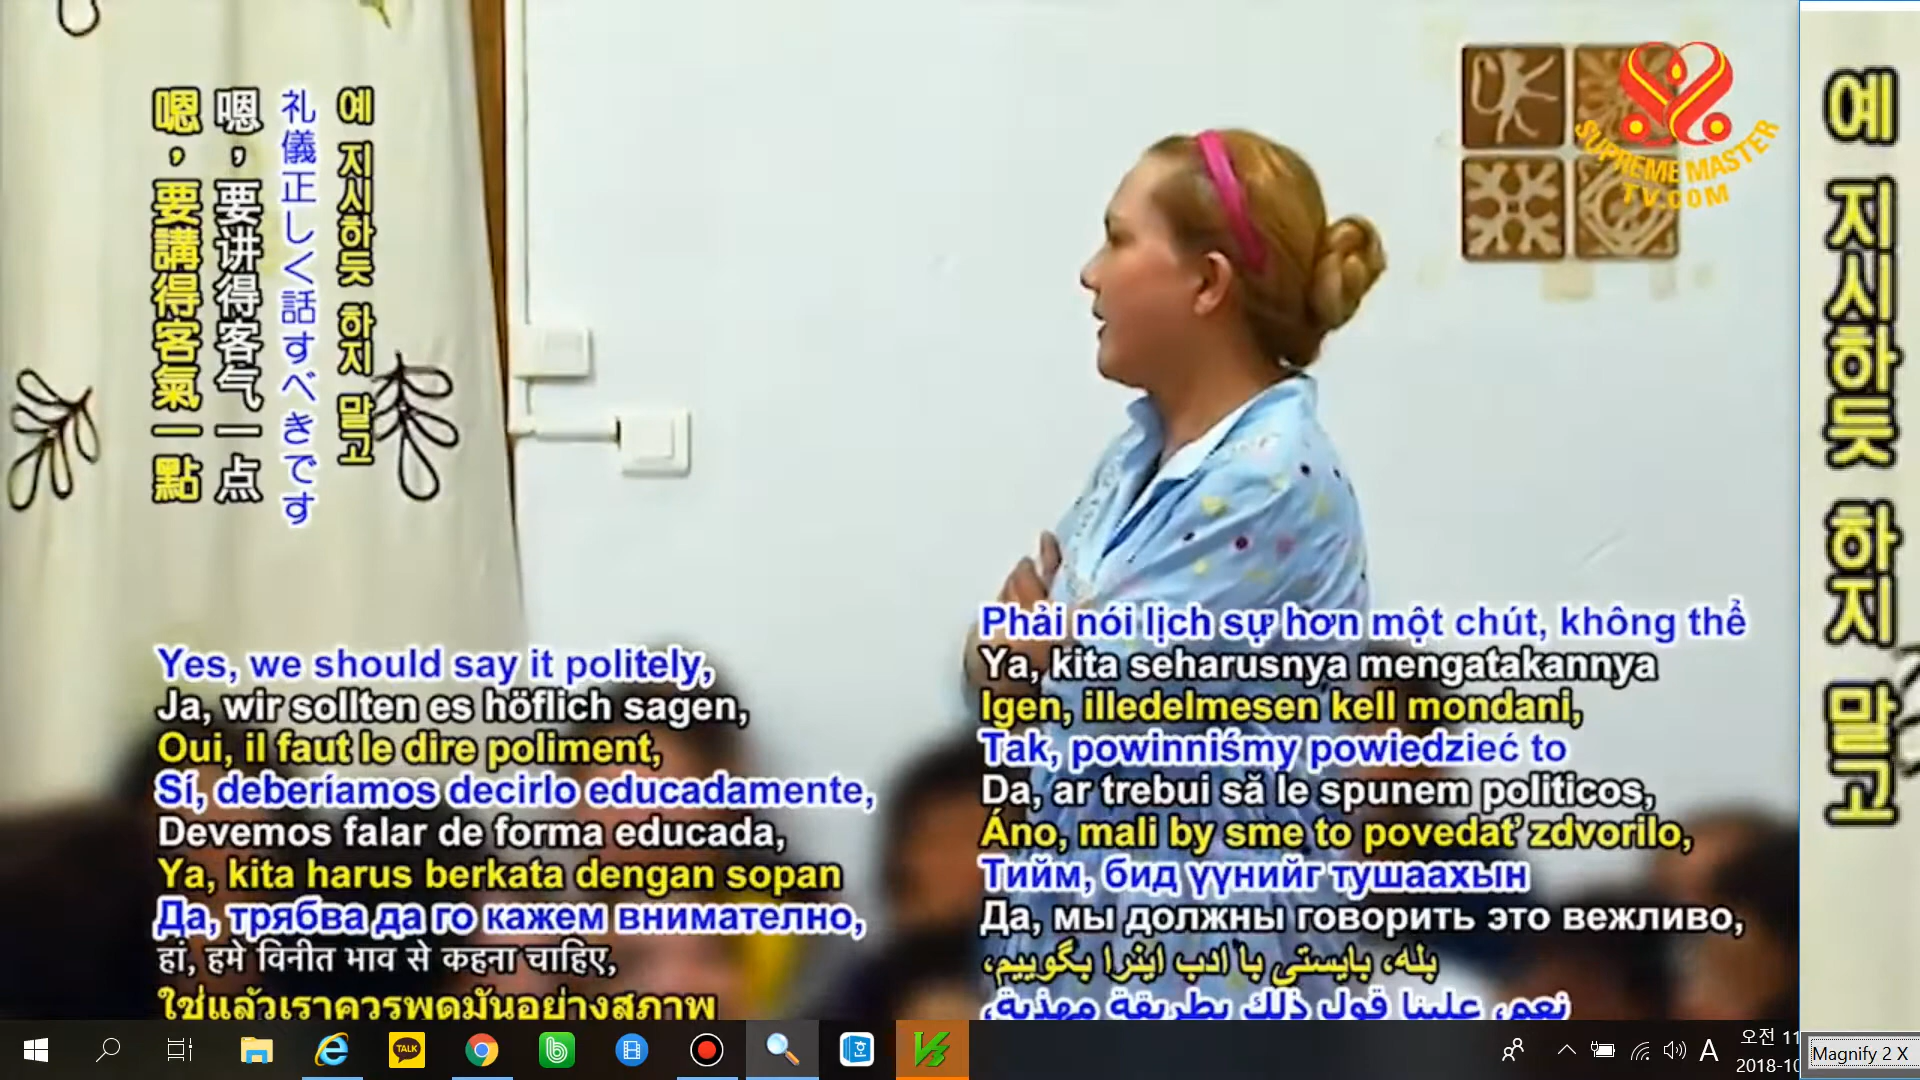 예 지시하듯 하지 말고
礼儀正しく話すべきです
嗯，要讲得客气一点
嗯，要講得客氣一點
SUPREME MASTER
TV.COM
예 지시하듯 하지 말고
Yes, we should say it politely,
Ja, wir sollten es höflich sagen,
Oui, il faut le dire poliment,
Sí, deberíamos decirlo educadamente,
Devemos falar de forma educada,
Ya, kita harus berkata dengan sopan
Да, трябва да го кажем внимателно,
हां, हमे विनीत भाव से कहना चाहिए,
ใช่แล้วเราควรพูดมันอย่างสุภาพ
Phải nói lịch sự hơn một chút, không thể
Ya, kita seharusnya mengatakannya
Igen, illedelmesen kell mondani,
Tak, powinniśmy powiedzieć to
Da, ar trebui să le spunem politicos,
Áno, mali by sme to povedať zdvorilo,
Тийм, бид үүнийг тушаахын
Да, мы должны говорить это вежливо,
بله، بایستی با ادب اینرا بگوییم،
نعم، علينا قول ذلك بطريقة مهذبة،
TALK
A
오전 11
2018-10
Magnify 2 X